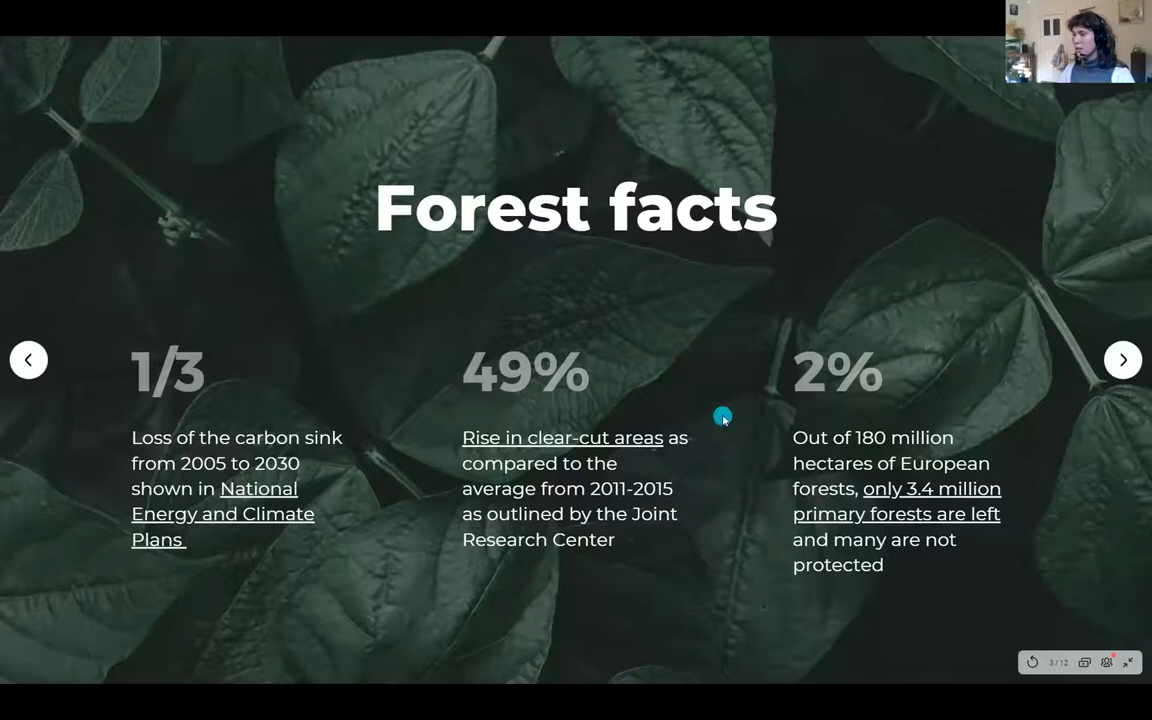 Forest facts
1/3
Loss of the carbon sink
from 2005 to 2030
shown in National
Energy and Climate
Plans
49%
Rise in clear-cut areas as
compared to the
average from 2011-2015
as outlined by the Joint
Research Center
2%
Out of 180 million
hectares of European
forests, only 3.4 million
primary forests are left
and many are not
protected
3 / 12